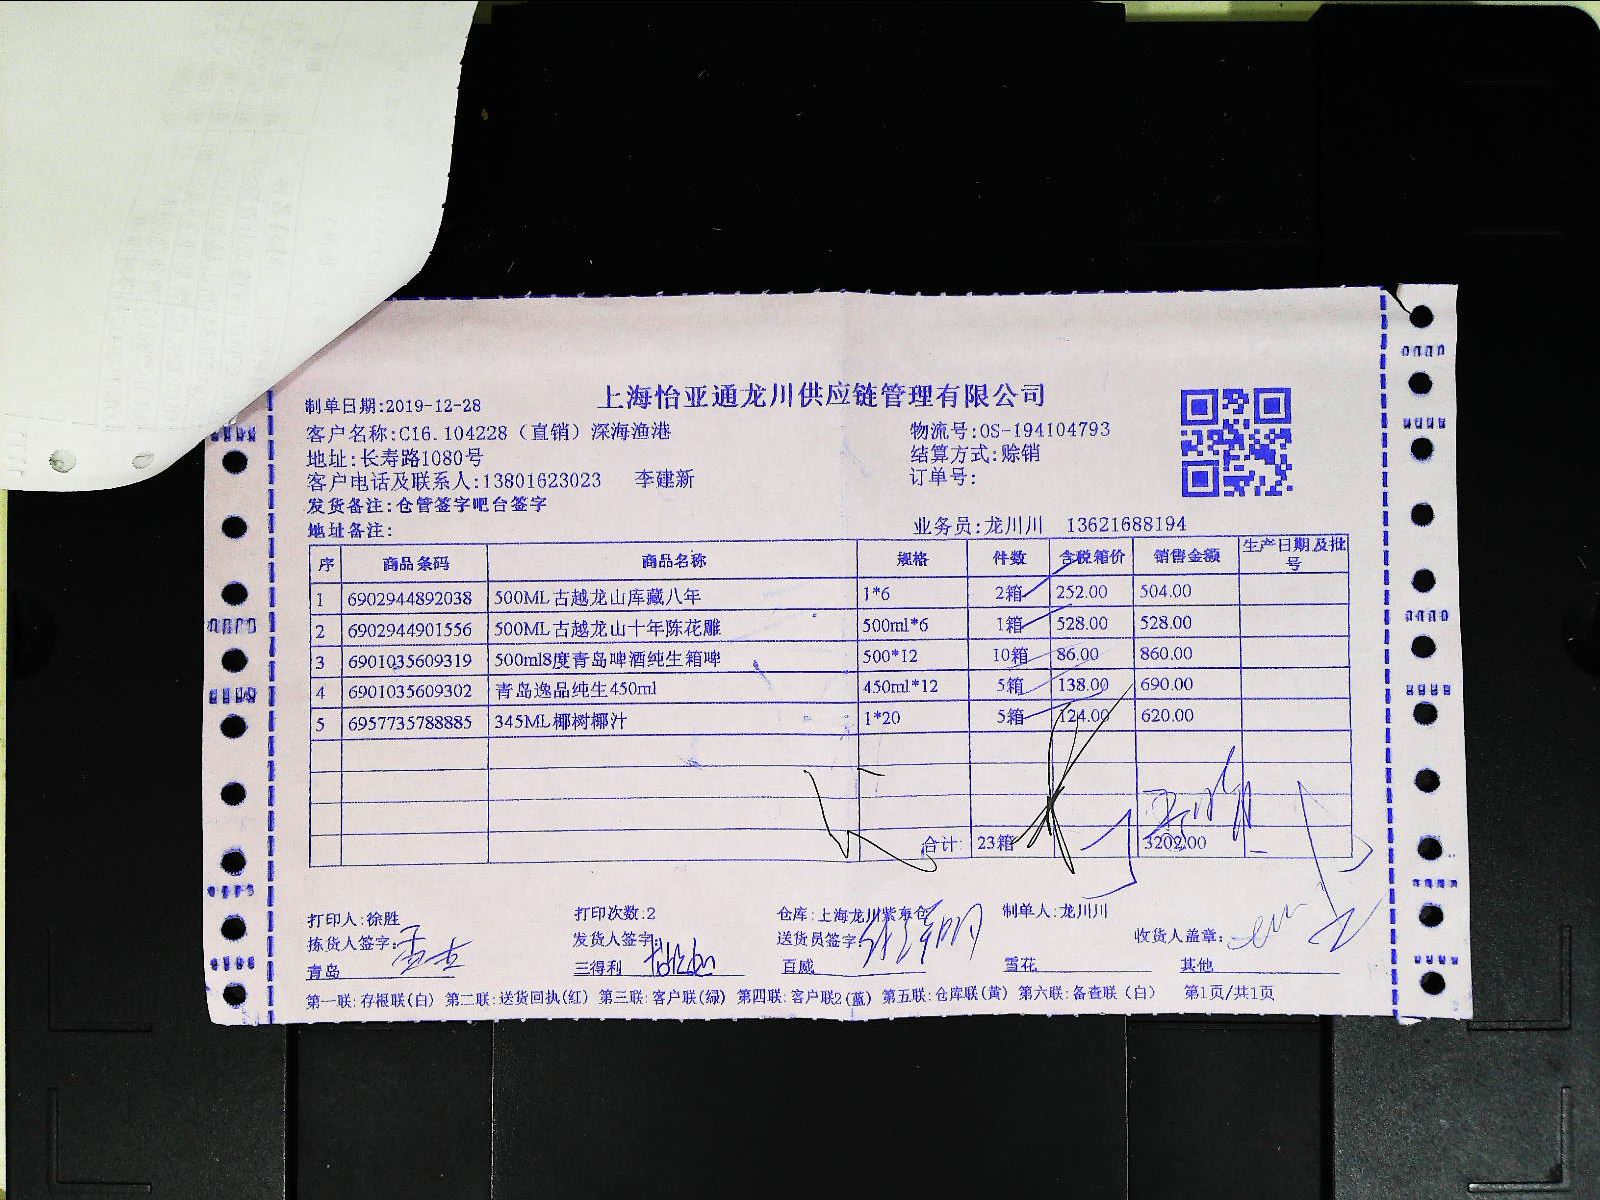 上海怡亚通龙川供应链管理有限公司
制单日期:2019-12-28
客户名称:C16.104228（直销）深海渔港 物流号:OS-194104793
地址:长寿路1080号 结算方式:赊销
客户电话及联系人:13801623023 李建新 订单号:
发货备注:仓管签字吧台签字
地址备注: 业务员:龙川川 13621688194
序 商品条码 商品名称 规格 件数 含税箱价 销售金额 生产日期及批号
1 6902944892038 500ML古越龙山库藏八年 1*6 2箱 252.00 504.00
2 6902944901556 500ML古越龙山十年陈花雕 500ml*6 1箱 528.00 528.00
3 6901035609319 500ml8度青岛啤酒纯生箱啤 500*12 10箱 86.00 860.00
4 6901035609302 青岛逸品纯生450ml 450ml*12 5箱 138.00 690.00
5 6957735788885 345ML椰树椰汁 1*20 5箱 124.00 620.00
合计: 23箱 3202.00
打印人:徐胜 打印次数:2 仓库:上海龙川紫东仓 制单人:龙川川
拣货人签字: 发货人签字: 送货员签字: 收货人盖章:
青岛 三得利 百威 雪花 其他
第一联:存根联(白) 第二联:送货回执(红) 第三联:客户联(绿) 第四联:客户联2(蓝) 第五联:仓库联(黄) 第六联:备查联(白) 第1页/共1页